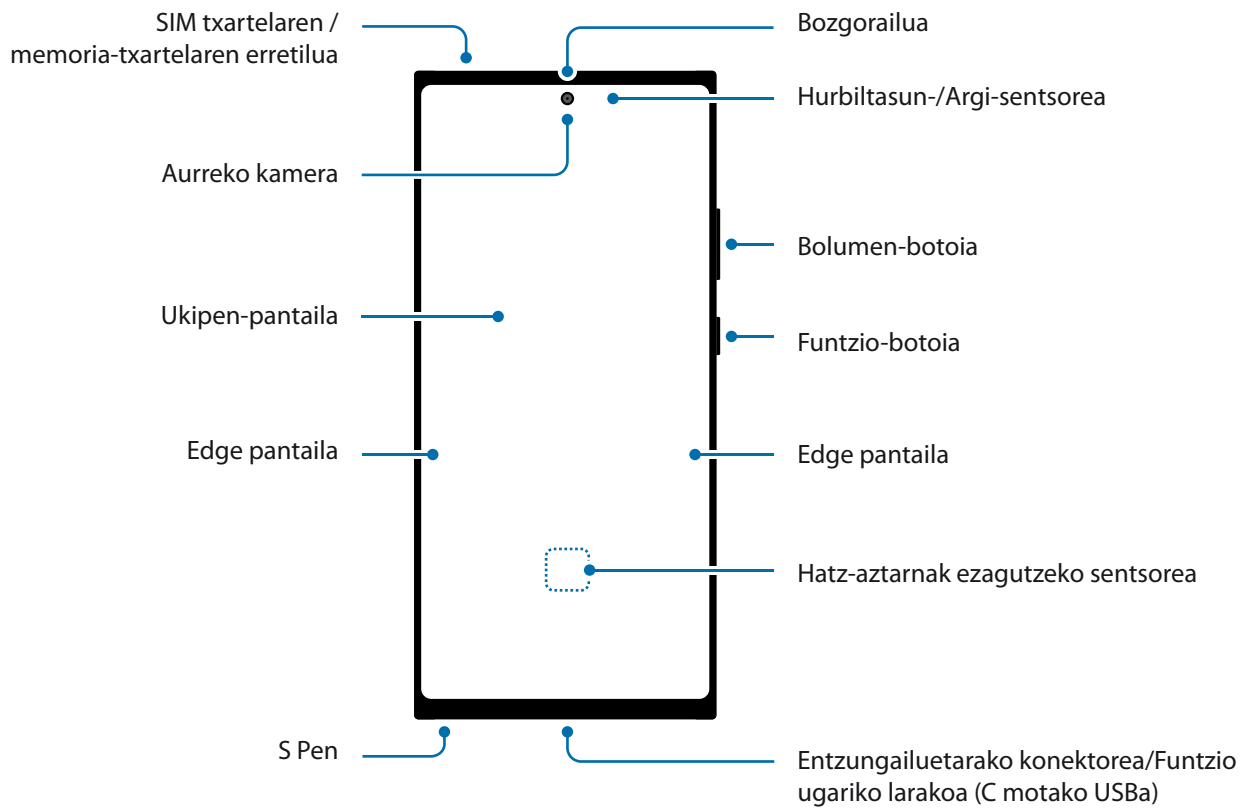 SIM txartelaren /
memoria-txartelaren erretilua
Aurreko kamera
Ukipen-pantaila
Edge pantaila
S Pen
Bozgorailua
Hurbiltasun-/Argi-sentsorea
Bolumen-botoia
Funtzio-botoia
Edge pantaila
Hatz-aztarnak ezagutzeko sentsorea
Entzungailuetarako konektorea/Funtzio
ugariko larakoa (C motako USBa)